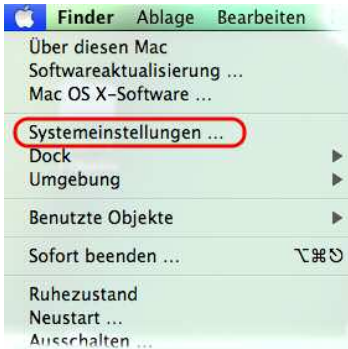 Finder Ablage Bearbeiten
Über diesen Mac
Softwareaktualisierung ...
Mac OS X-Software ...
Systemeinstellungen ...
Dock
Umgebung
Benutzte Objekte
Sofort beenden ... ⌥⌘⎋
Ruhezustand
Neustart ...
Ausschalten ...